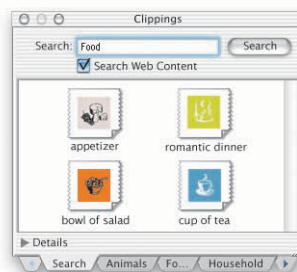 Clippings
Search: Food Search
Search Web Content
appetizer romantic dinner
bowl of salad cup of tea
Details
Search Animals Fo... Household